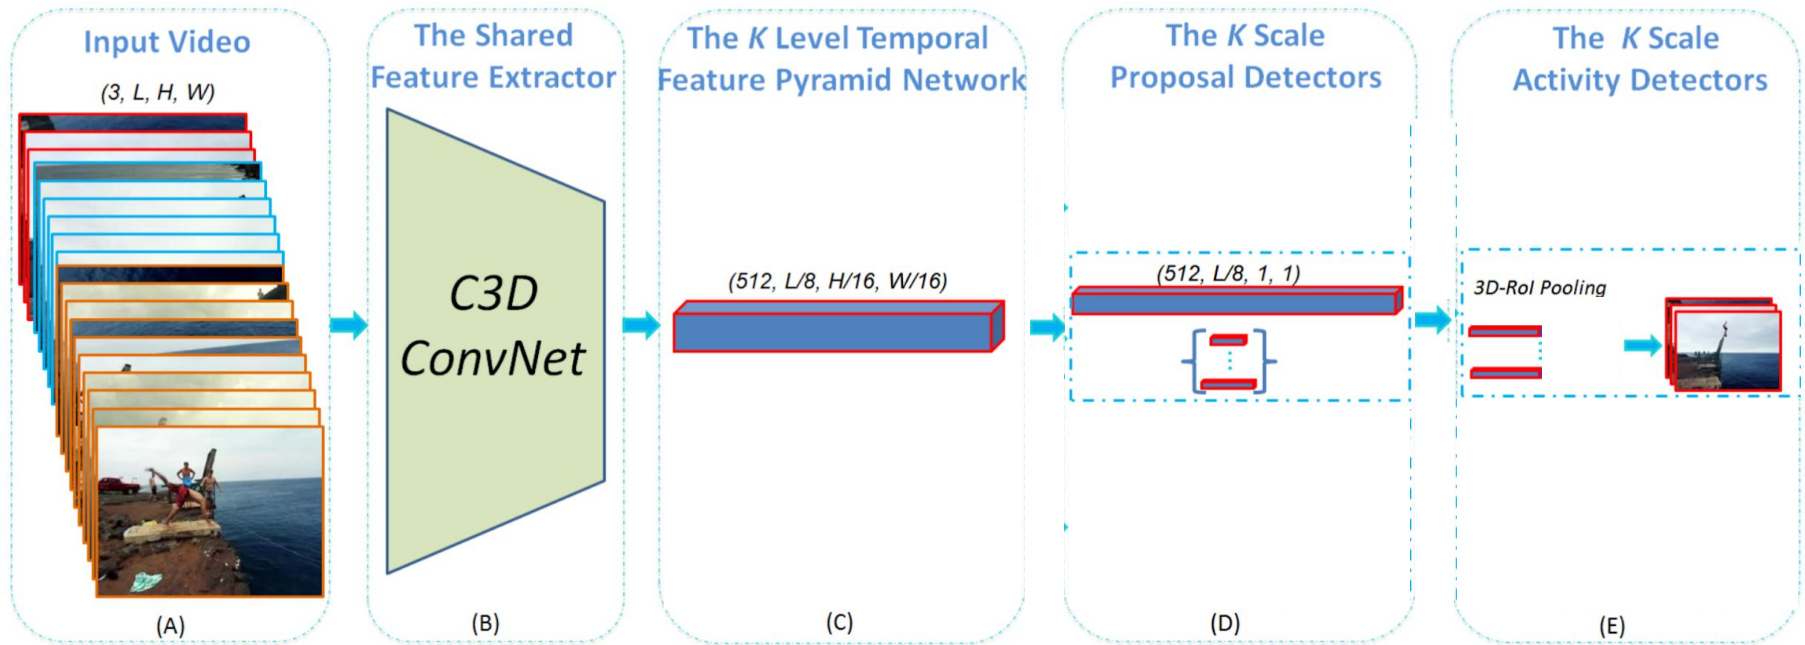 Input Video
(3, L, H, W)
(A)
The Shared
Feature Extractor
C3D
ConvNet
(B)
The K Level Temporal
Feature Pyramid Network
(512, L/8, H/16, W/16)
(C)
The K Scale
Proposal Detectors
(512, L/8, 1, 1)
(D)
The K Scale
Activity Detectors
3D-RoI Pooling
(E)